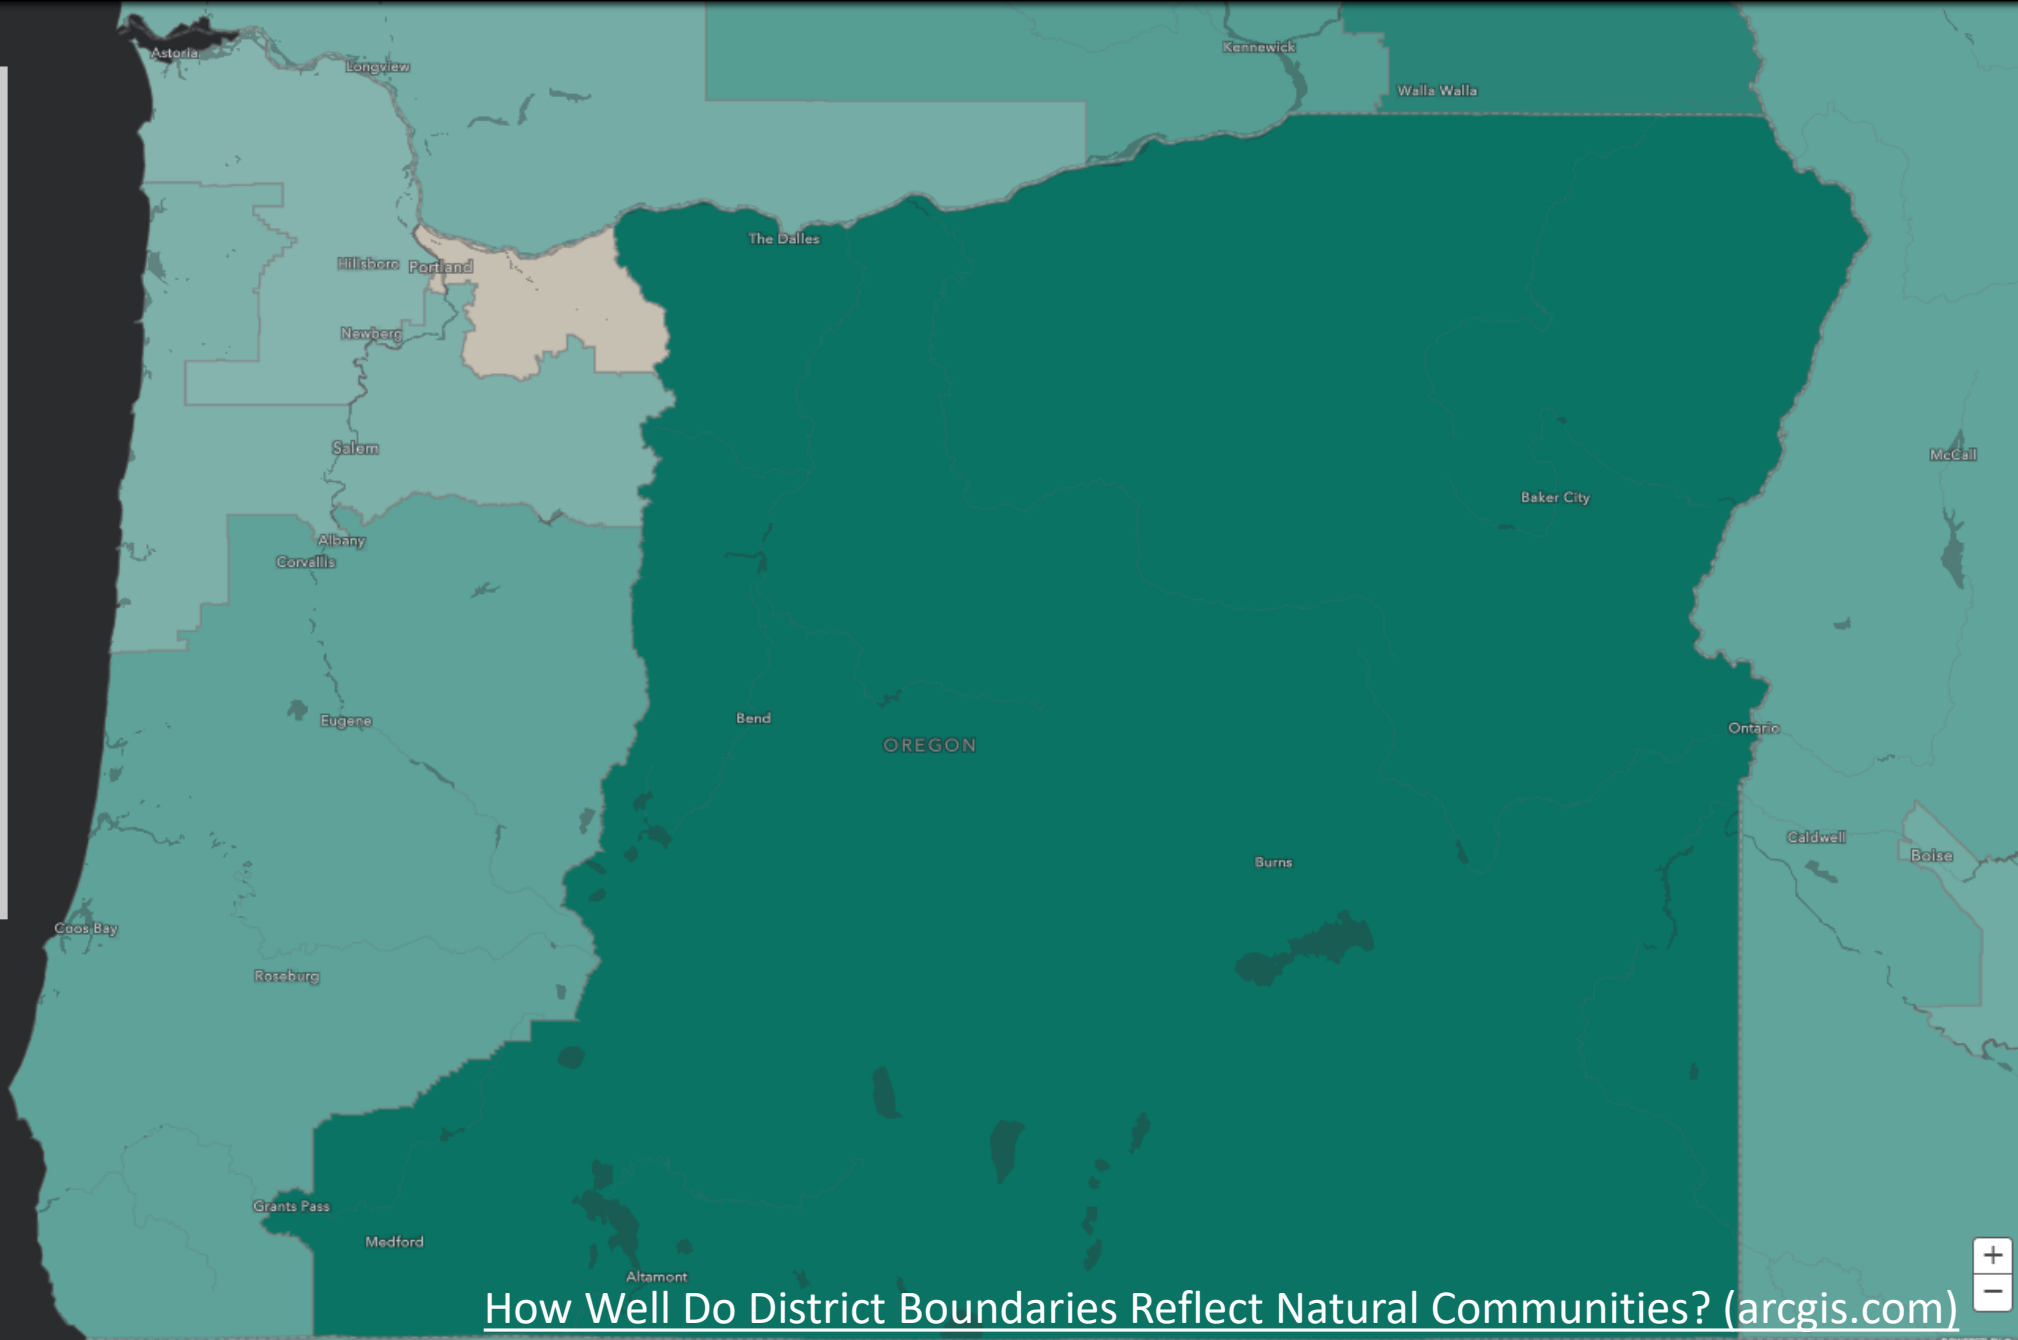 Astoria
Longview
Kennewick
Walla Walla
The Dalles
Hillsboro
Portland
Newberg
Salem
McCall
Baker City
Albany
Corvallis
Eugene
Bend
OREGON
Ontario
Caldwell
Boise
Burns
Coos Bay
Roseburg
Grants Pass
Medford
Altamont
+
−
How Well Do District Boundaries Reflect Natural Communities? (arcgis.com)